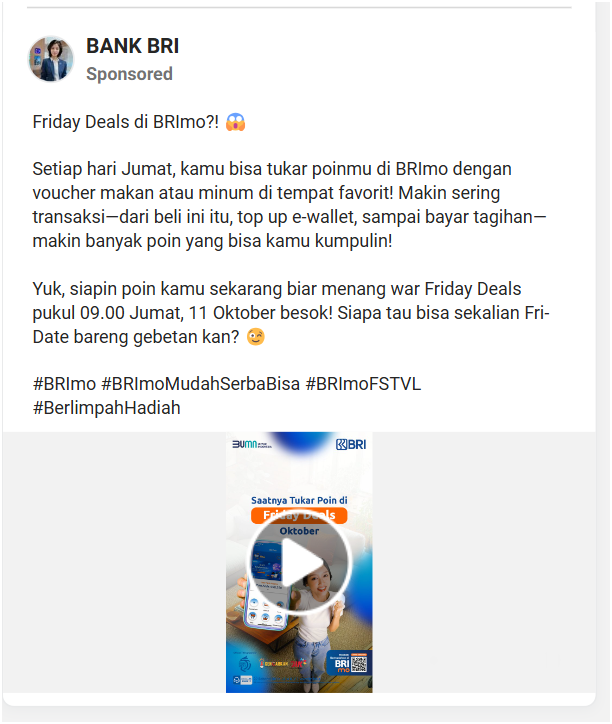 BANK BRI
Sponsored
Friday Deals di BRImo?! 😱
Setiap hari Jumat, kamu bisa tukar poinmu di BRImo dengan
voucher makan atau minum di tempat favorit! Makin sering
transaksi—dari beli ini itu, top up e-wallet, sampai bayar tagihan—
makin banyak poin yang bisa kamu kumpulin!
Yuk, siapin poin kamu sekarang biar menang war Friday Deals
pukul 09.00 Jumat, 11 Oktober besok! Siapa tau bisa sekalian Fri-
Date bareng gebetan kan? 😉
#BRImo #BRImoMudahSerbaBisa #BRImoFSTVL
#BerlimpahHadiah
BUMN
BRI
Saatnya Tukar Poin di
Friday Deals
Oktober
BRI
mo